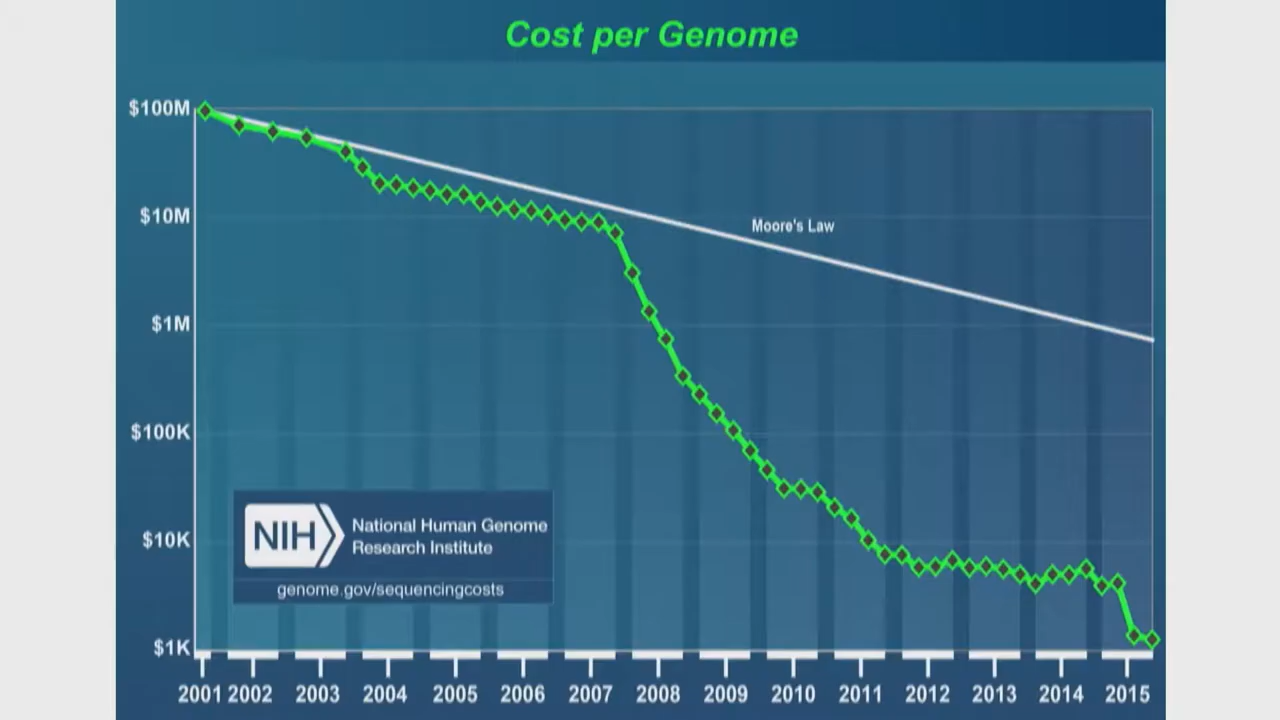 Cost per Genome
$100M
$10M
$1M
$100K
$10K
$1K
Moore's Law
NIH
National Human Genome
Research Institute
genome.gov/sequencingcosts
2001 2002 2003 2004 2005 2006 2007 2008 2009 2010 2011 2012 2013 2014 2015